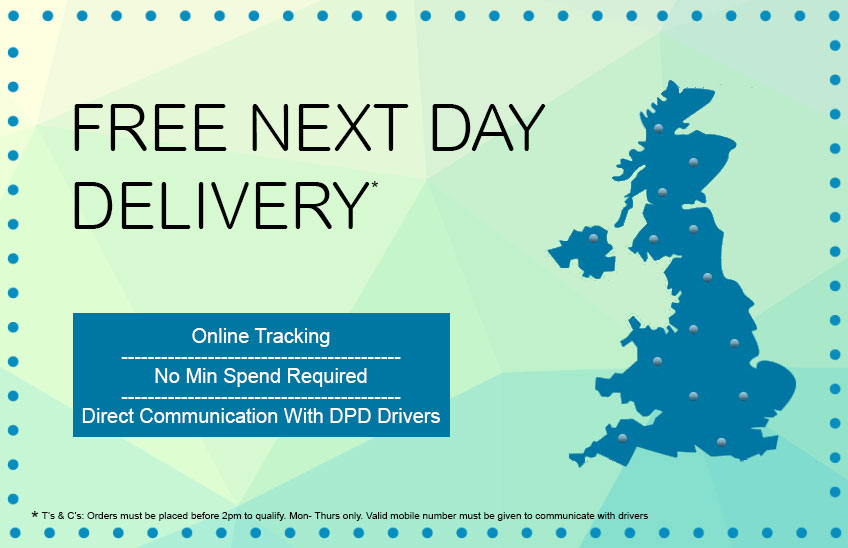 FREE NEXT DAY
DELIVERY*
Online Tracking
------------------------------------------
No Min Spend Required
------------------------------------------
Direct Communication With DPD Drivers
* T's & C's: Orders must be placed before 2pm to qualify. Mon- Thurs only. Valid mobile number must be given to communicate with drivers